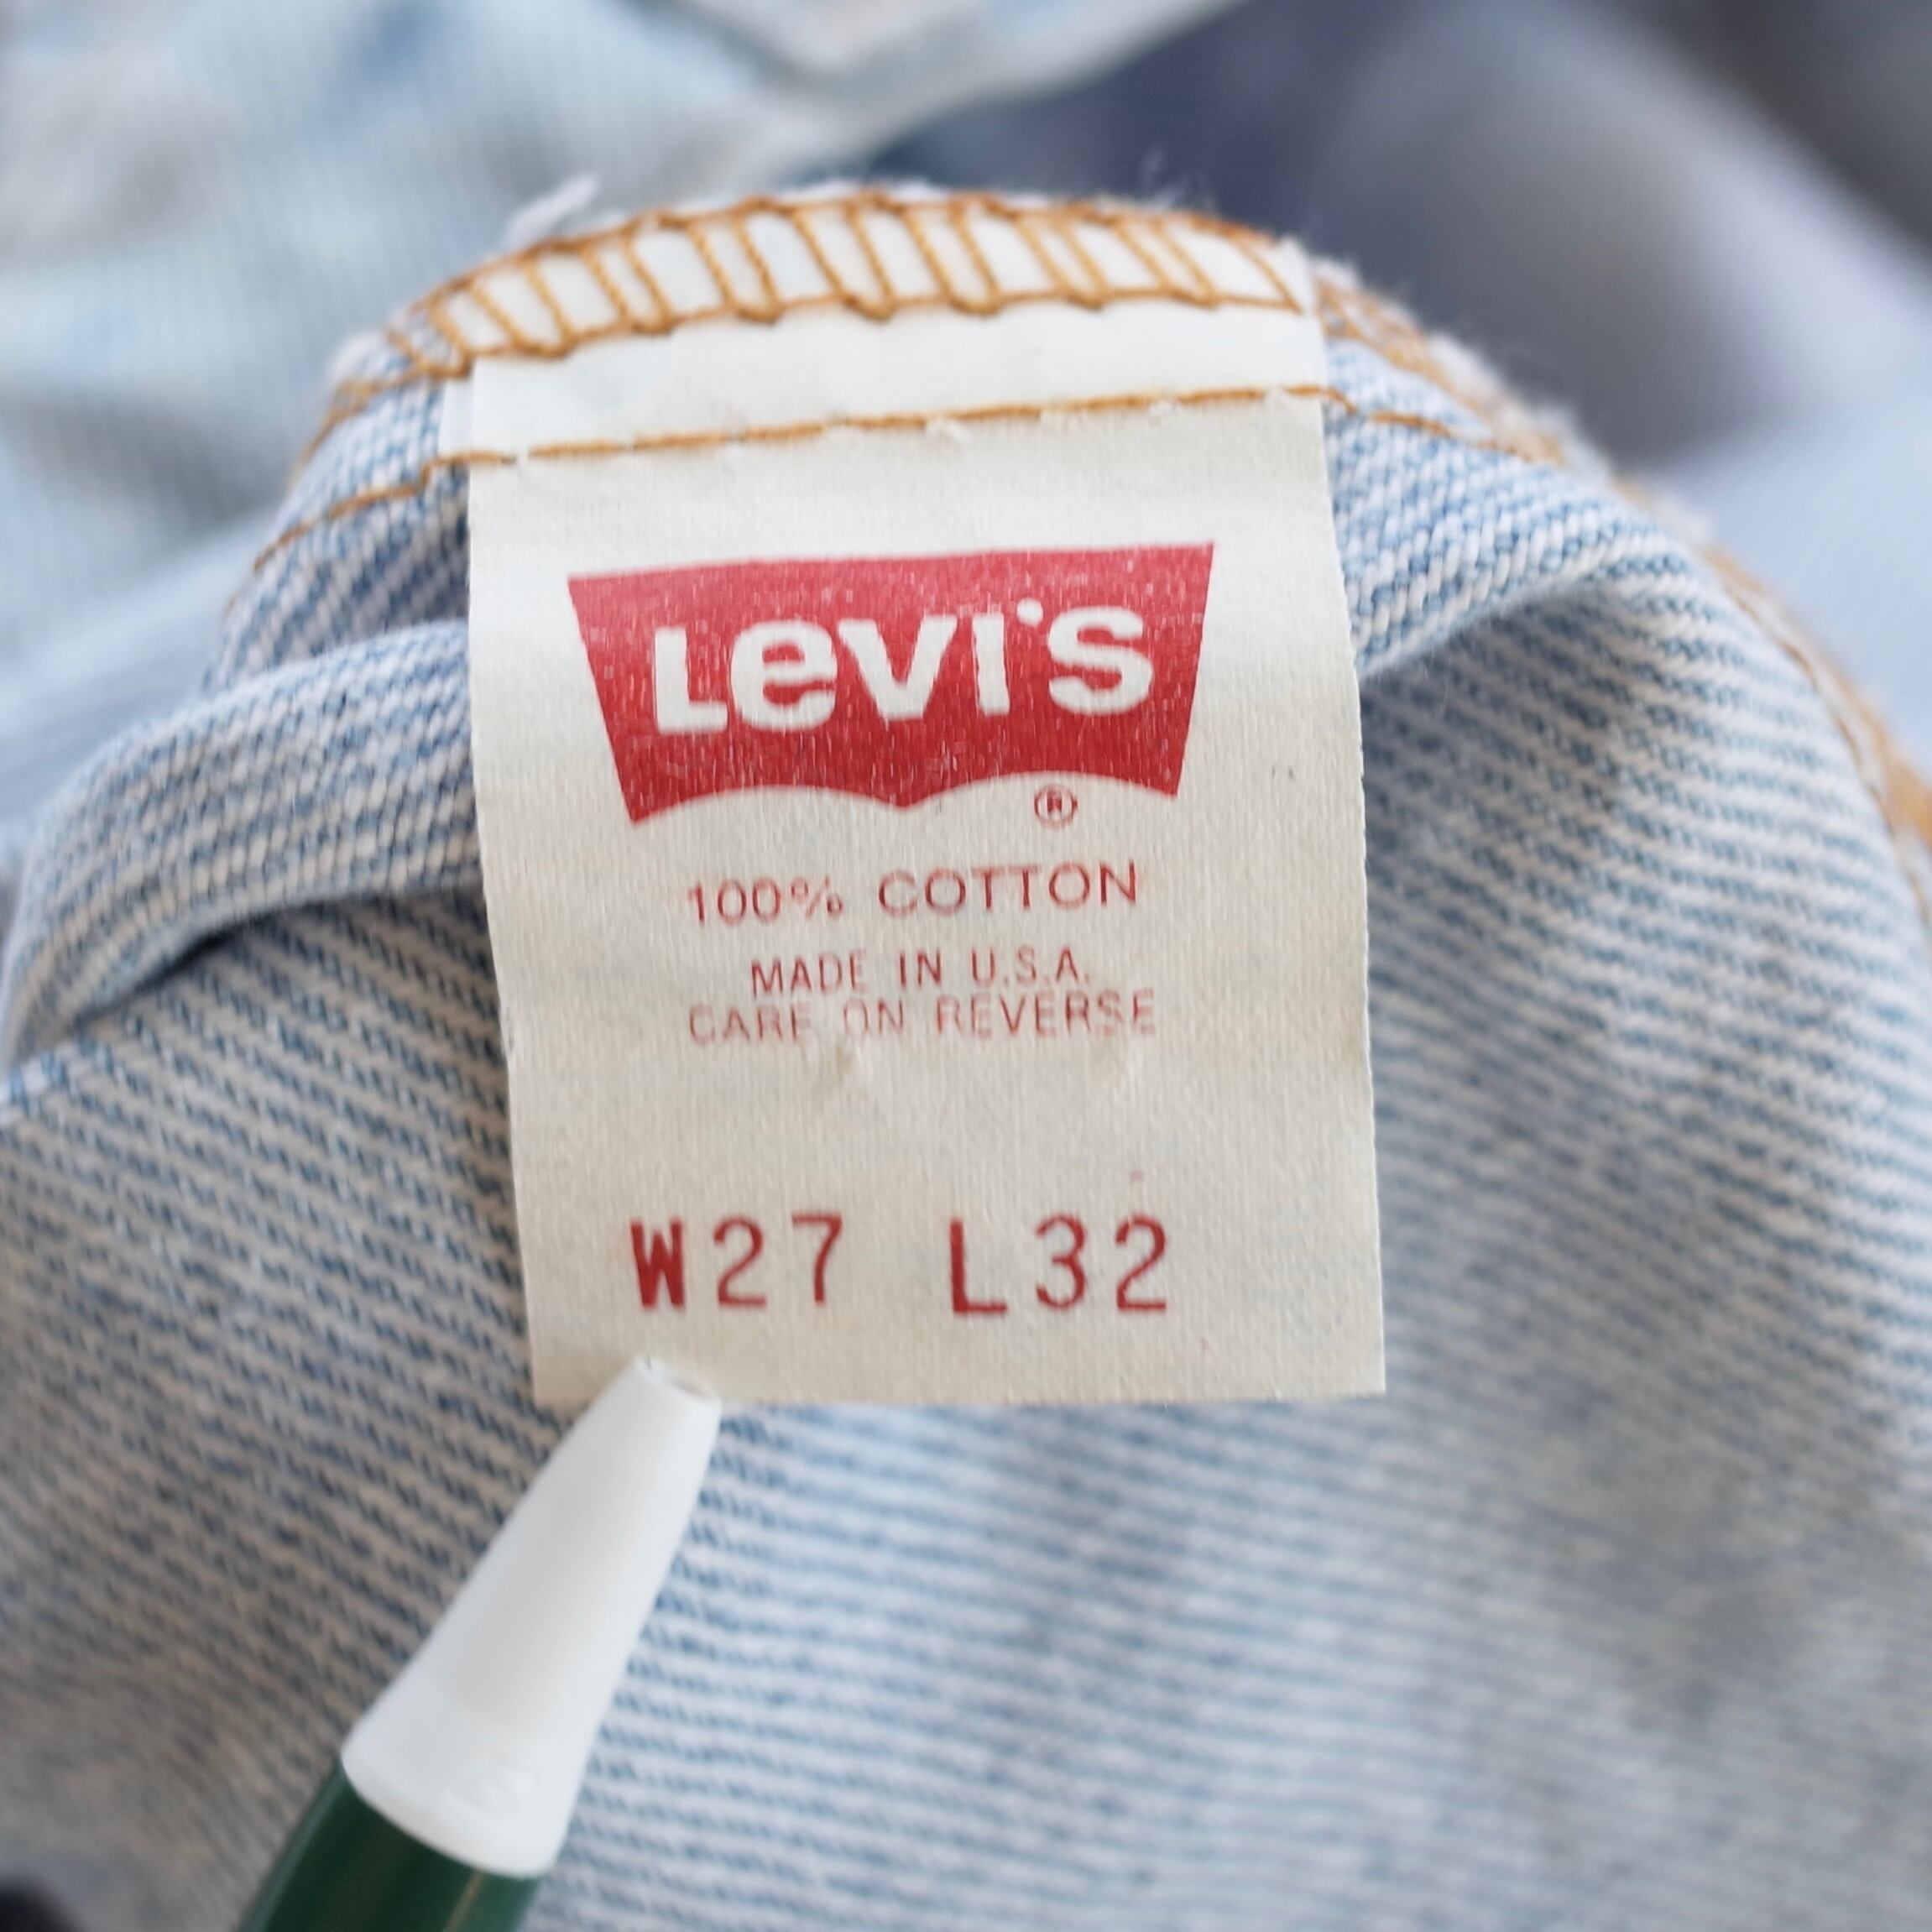 LEVI'S
®
100% COTTON
MADE IN U.S.A.
CARE ON REVERSE
W27 L32